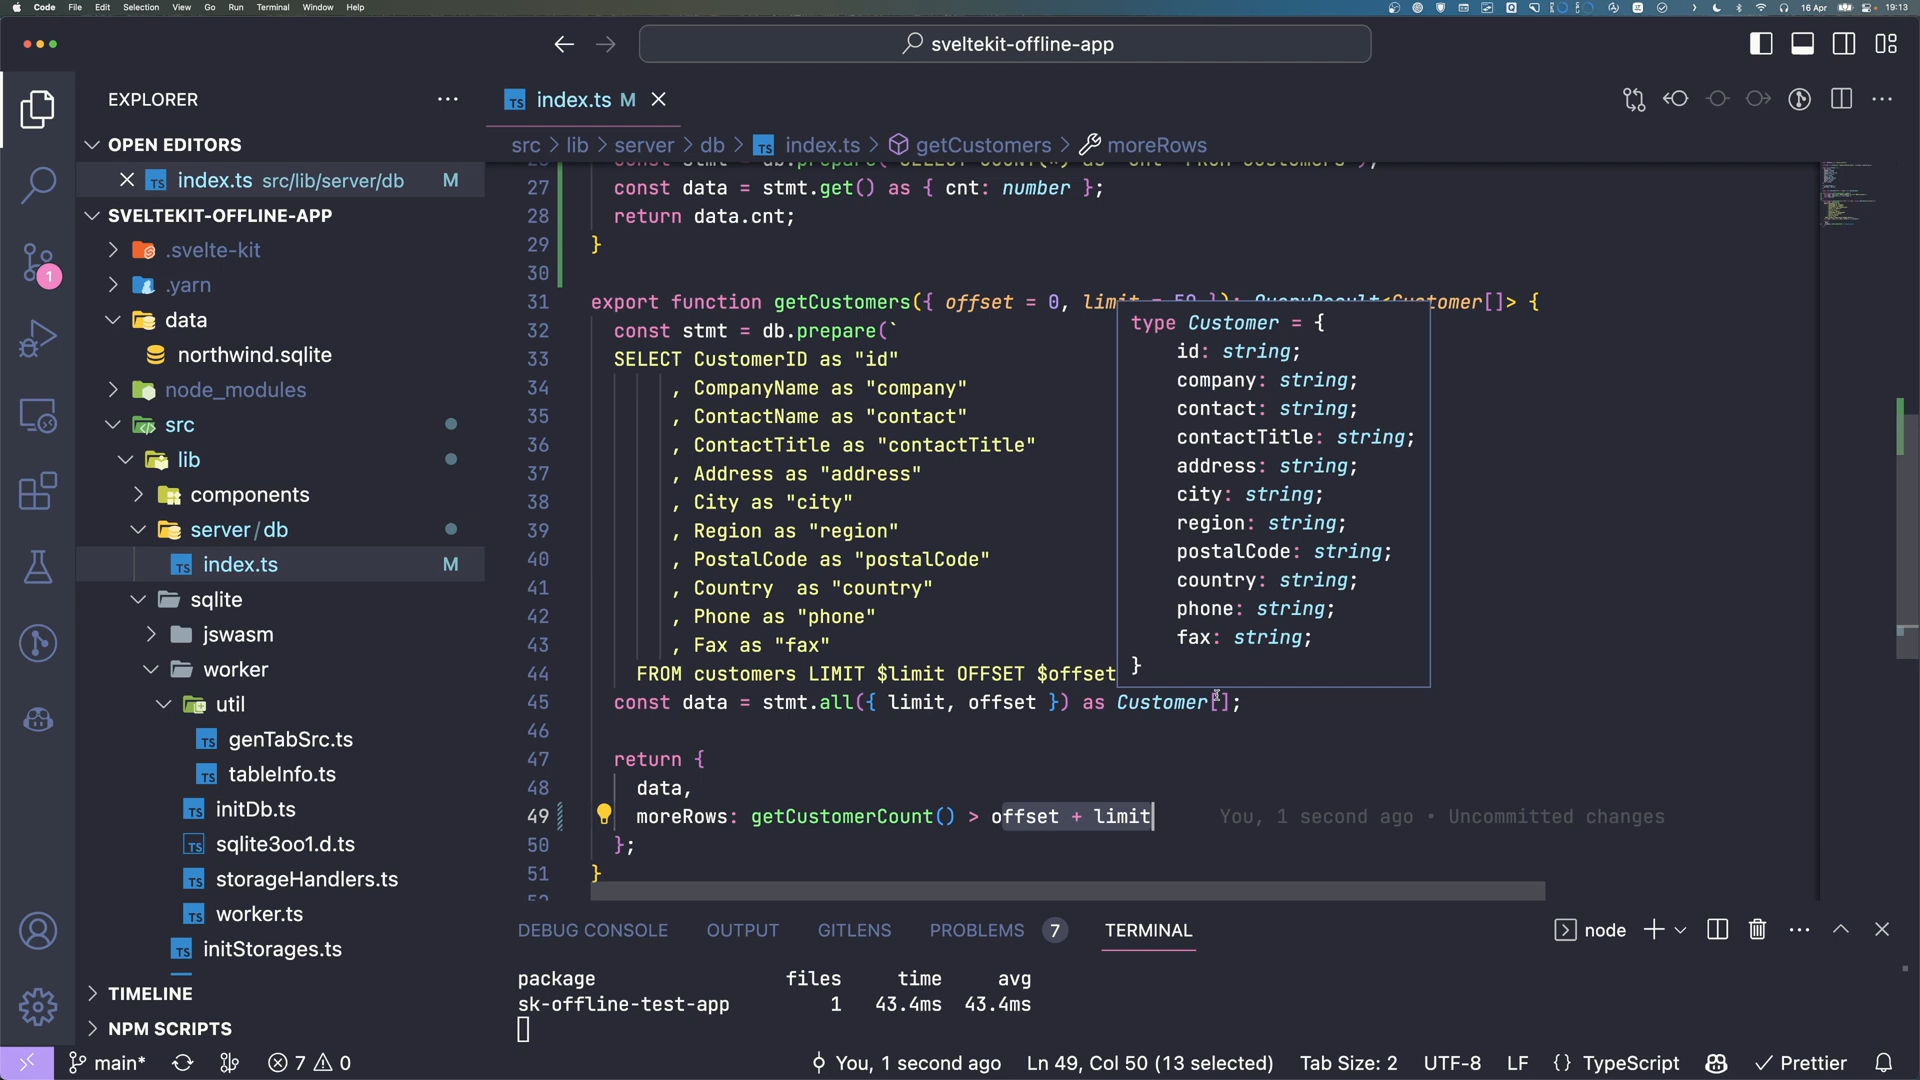 Code File Edit Selection View Go Run Terminal Window Help
16 Apr 19:13
sveltekit-offline-app
EXPLORER
index.ts M
OPEN EDITORS
index.ts src/lib/server/db M
SVELTEKIT-OFFLINE-APP
.svelte-kit
.yarn
data
northwind.sqlite
node_modules
src
lib
components
server/db
index.ts M
sqlite
jswasm
worker
util
genTabSrc.ts
tableInfo.ts
initDb.ts
sqlite3oo1.d.ts
storageHandlers.ts
worker.ts
initStorages.ts
TIMELINE
NPM SCRIPTS
1
src > lib > server > db > index.ts > getCustomers > moreRows
27 const data = stmt.get() as { cnt: number };
28 return data.cnt;
29 }
30
31 export function getCustomers({ offset = 0, limit = 50 }): QueryResult<Customer[]> {
32 const stmt = db.prepare(`
33 SELECT CustomerID as "id"
34 , CompanyName as "company"
35 , ContactName as "contact"
36 , ContactTitle as "contactTitle"
37 , Address as "address"
38 , City as "city"
39 , Region as "region"
40 , PostalCode as "postalCode"
41 , Country  as "country"
42 , Phone as "phone"
43 , Fax as "fax"
44 FROM customers LIMIT $limit OFFSET $offset
45 const data = stmt.all({ limit, offset }) as Customer[];
46
47 return {
48 data,
49 moreRows: getCustomerCount() > offset + limit You, 1 second ago • Uncommitted changes
50 };
51 }
type Customer = {
id: string;
company: string;
contact: string;
contactTitle: string;
address: string;
city: string;
region: string;
postalCode: string;
country: string;
phone: string;
fax: string;
}
DEBUG CONSOLE OUTPUT GITLENS PROBLEMS 7 TERMINAL
node
package files time avg
sk-offline-test-app 1 43.4ms 43.4ms
main* 7 0 You, 1 second ago Ln 49, Col 50 (13 selected) Tab Size: 2 UTF-8 LF {} TypeScript Prettier